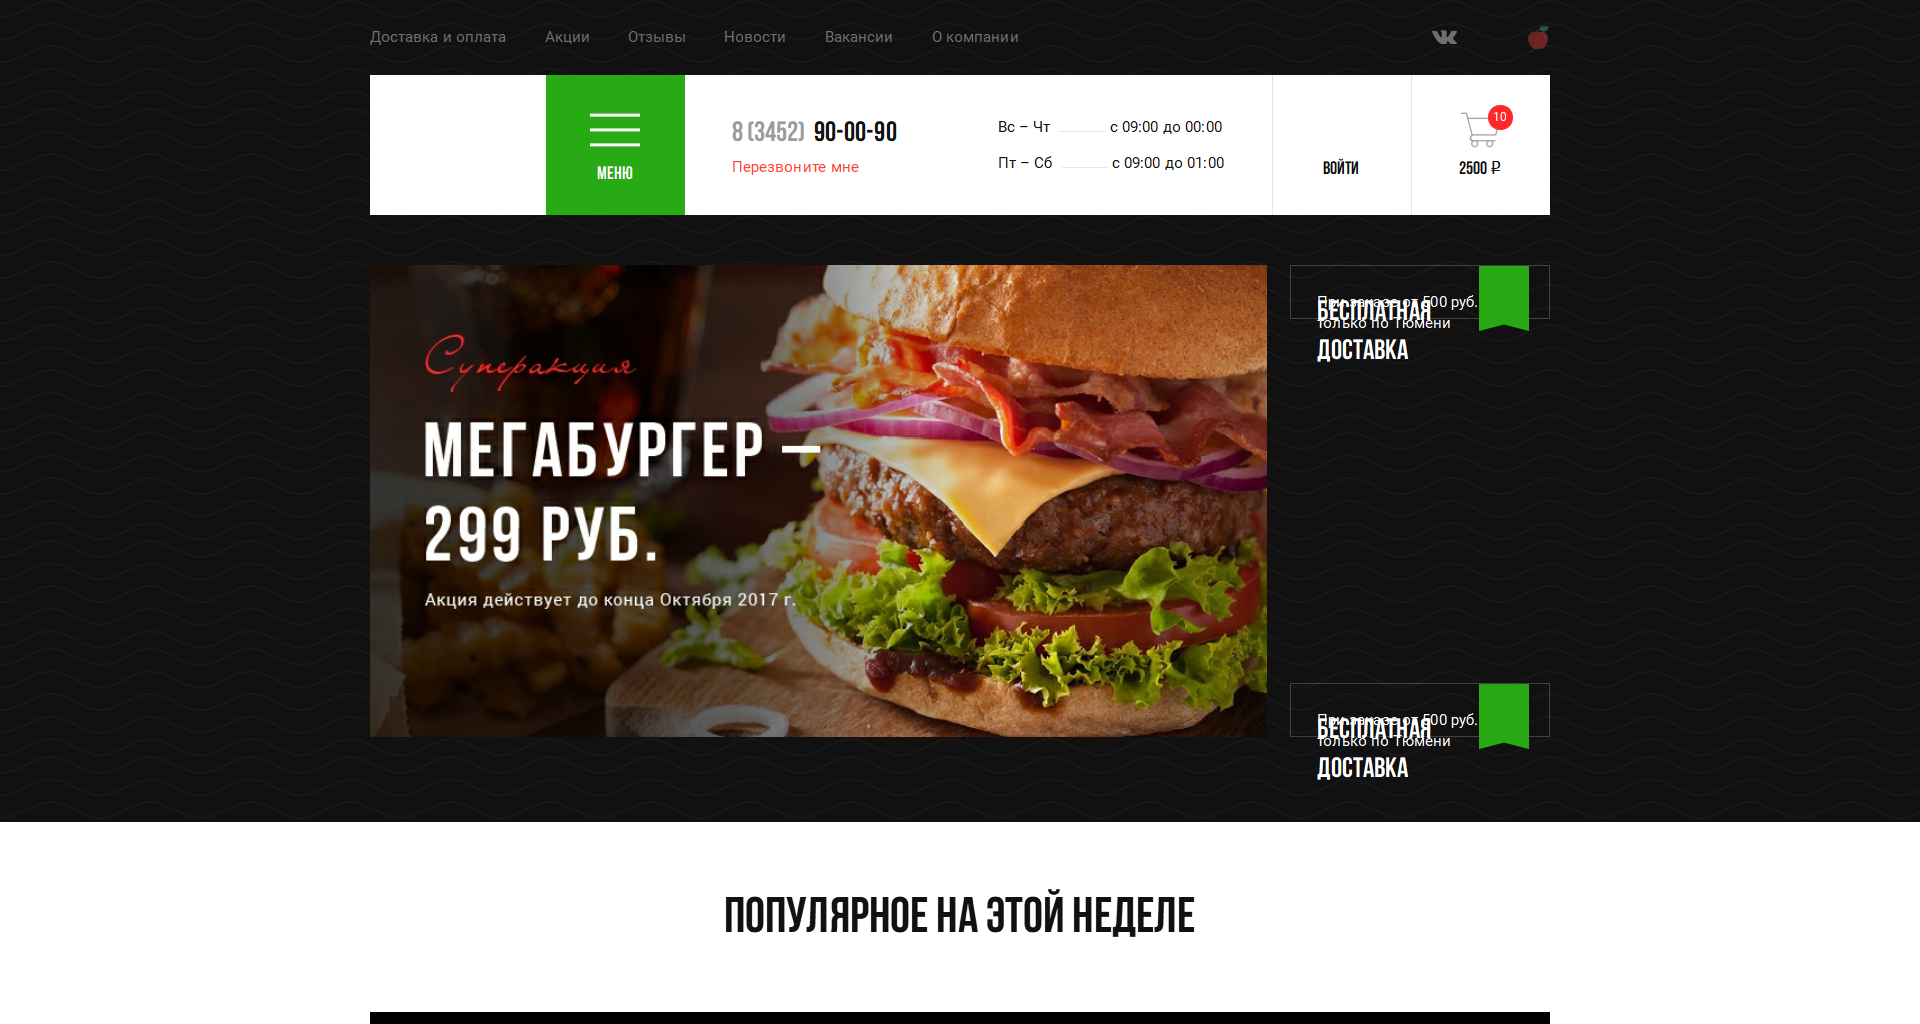 Доставка и оплата Акции Отзывы Новости Вакансии О компании
МЕНЮ
8 (3452) 90-00-90
Перезвоните мне
Вс – Чт с 09:00 до 00:00
Пт – Сб с 09:00 до 01:00
ВОЙТИ
10
2500 ₽
Суперакция
МЕГАБУРГЕР –
299 РУБ.
Акция действует до конца Октября 2017 г.
При заказе от 500 руб.
только по Тюмени
БЕСПЛАТНАЯ
ДОСТАВКА
При заказе от 500 руб.
только по Тюмени
БЕСПЛАТНАЯ
ДОСТАВКА
ПОПУЛЯРНОЕ НА ЭТОЙ НЕДЕЛЕ